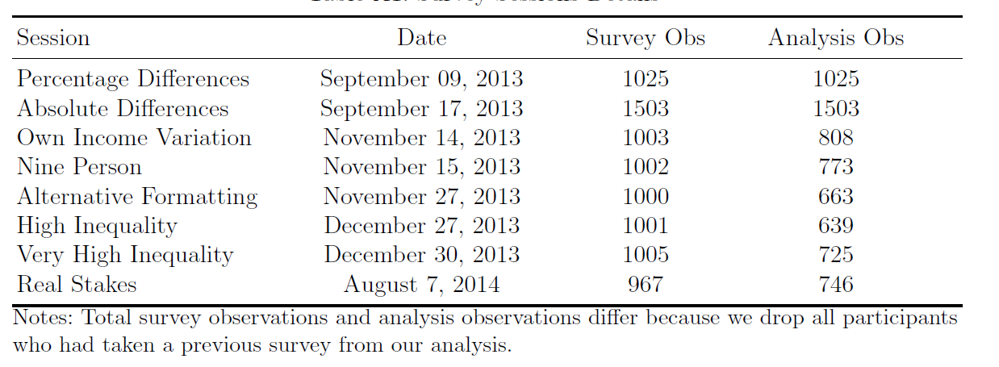 Session Date Survey Obs Analysis Obs
Percentage Differences September 09, 2013 1025 1025
Absolute Differences September 17, 2013 1503 1503
Own Income Variation November 14, 2013 1003 808
Nine Person November 15, 2013 1002 773
Alternative Formatting November 27, 2013 1000 663
High Inequality December 27, 2013 1001 639
Very High Inequality December 30, 2013 1005 725
Real Stakes August 7, 2014 967 746
Notes: Total survey observations and analysis observations differ because we drop all participants
who had taken a previous survey from our analysis.